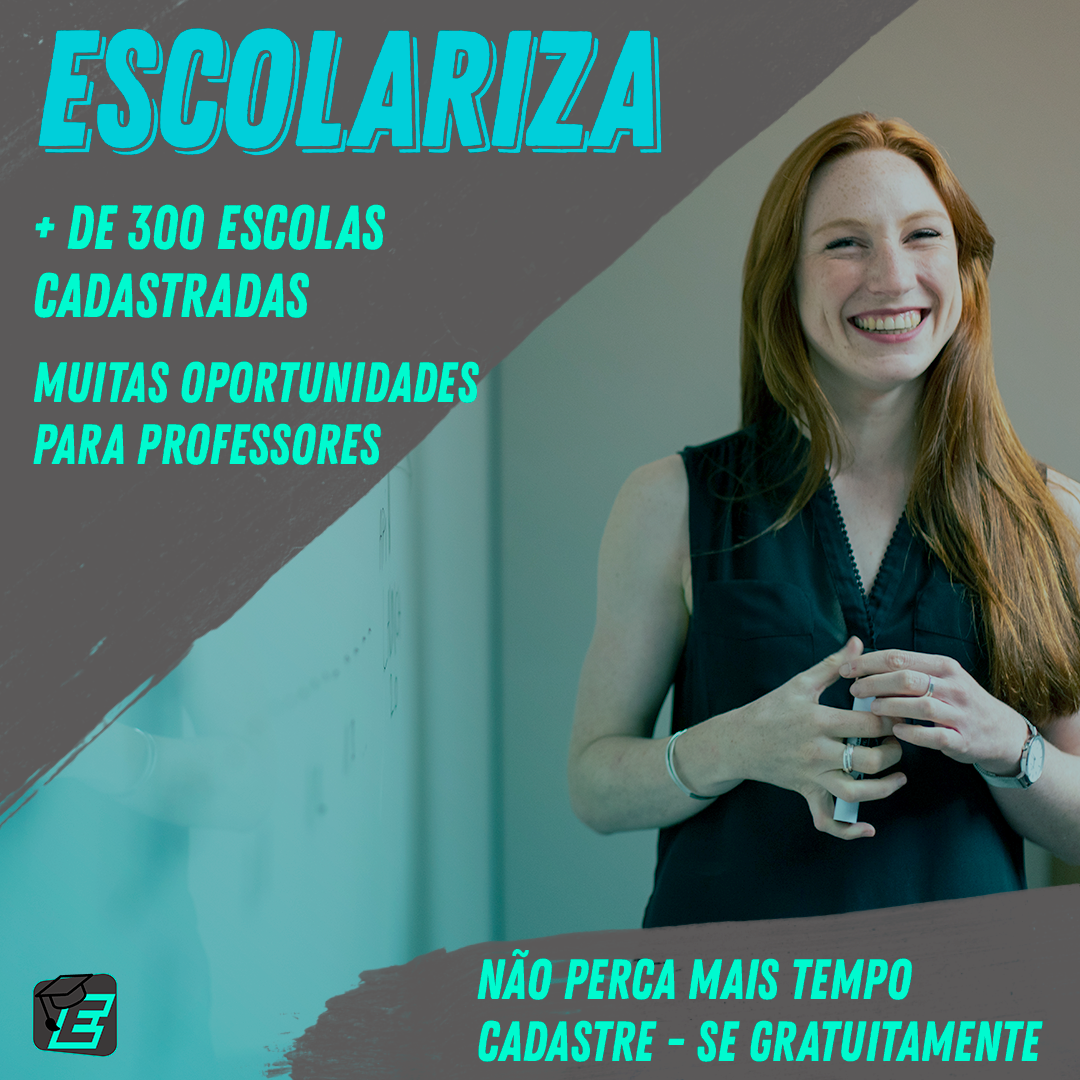 ESCOLARIZA
+ DE 300 ESCOLAS
CADASTRADAS
MUITAS OPORTUNIDADES
PARA PROFESSORES
NÃO PERCA MAIS TEMPO
CADASTRE - SE GRATUITAMENTE